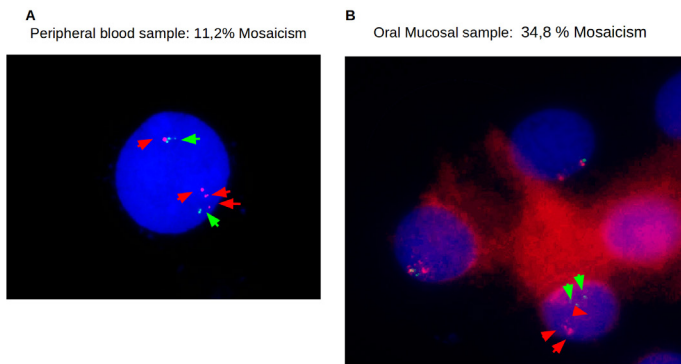 A
Peripheral blood sample: 11,2% Mosaicism
B
Oral Mucosal sample: 34,8 % Mosaicism